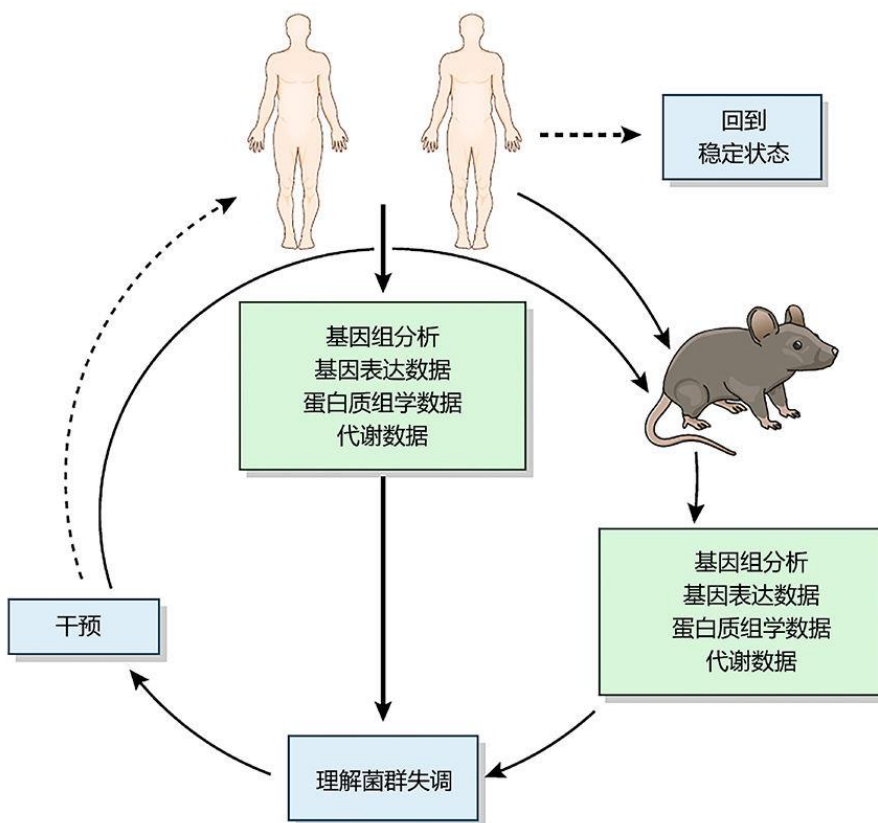 回到
稳定状态
基因组分析
基因表达数据
蛋白质组学数据
代谢数据
基因组分析
基因表达数据
蛋白质组学数据
代谢数据
干预
理解菌群失调